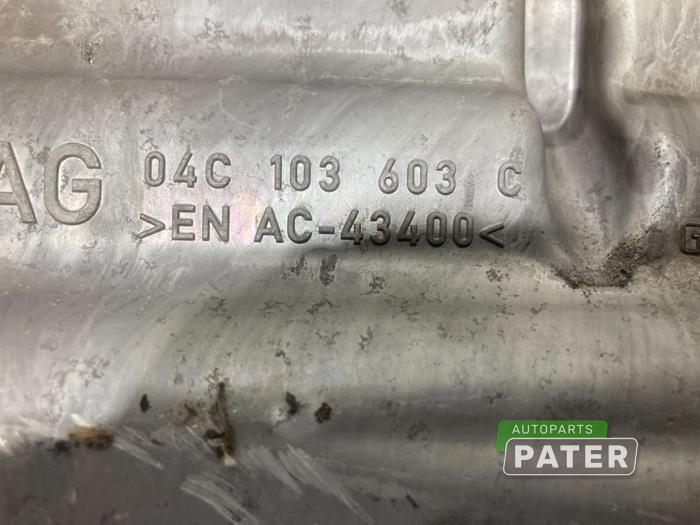 AG 04C 103 603 C
>EN AC-43400<
AUTOPARTS
PATER